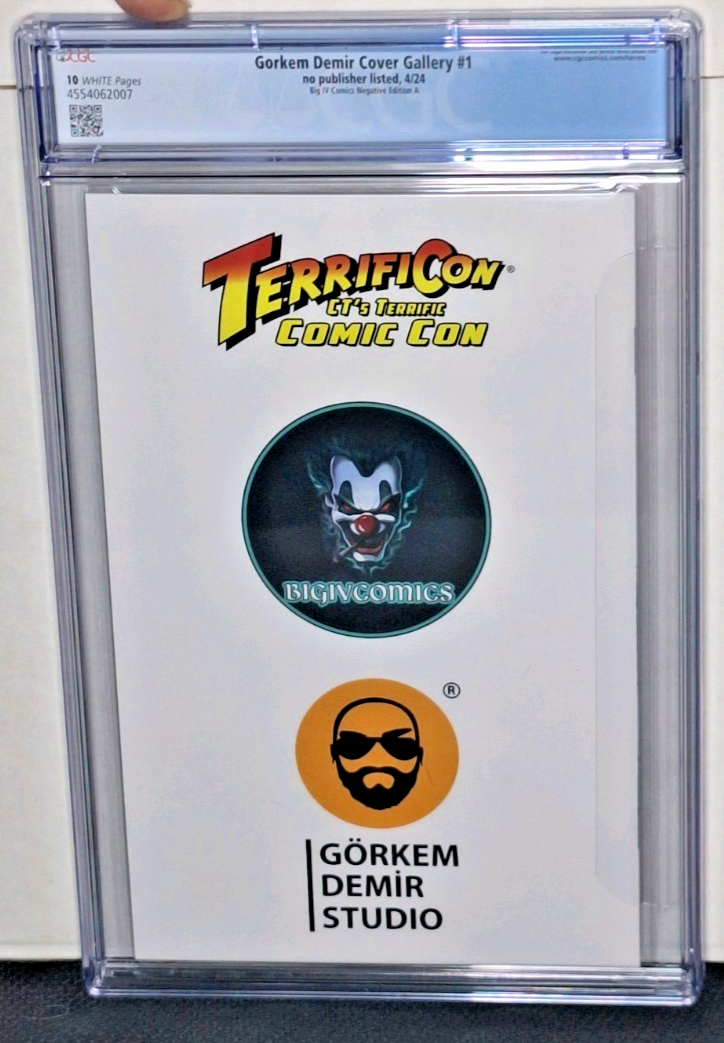 CGC
10 WHITE Pages
4554062007
Gorkem Demir Cover Gallery #1
no publisher listed, 4/24
Big IV Comics Negative Edition A
TERRIFICON®
CT's TERRIFIC
COMIC CON
BIGIVCOMICS
®
GÖRKEM
DEMİR
STUDIO